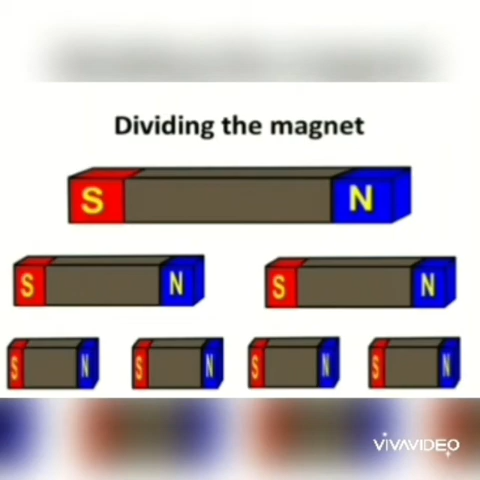 Dividing the magnet
S N
S N S N
S N S N S N S N
VIVAVIDEO